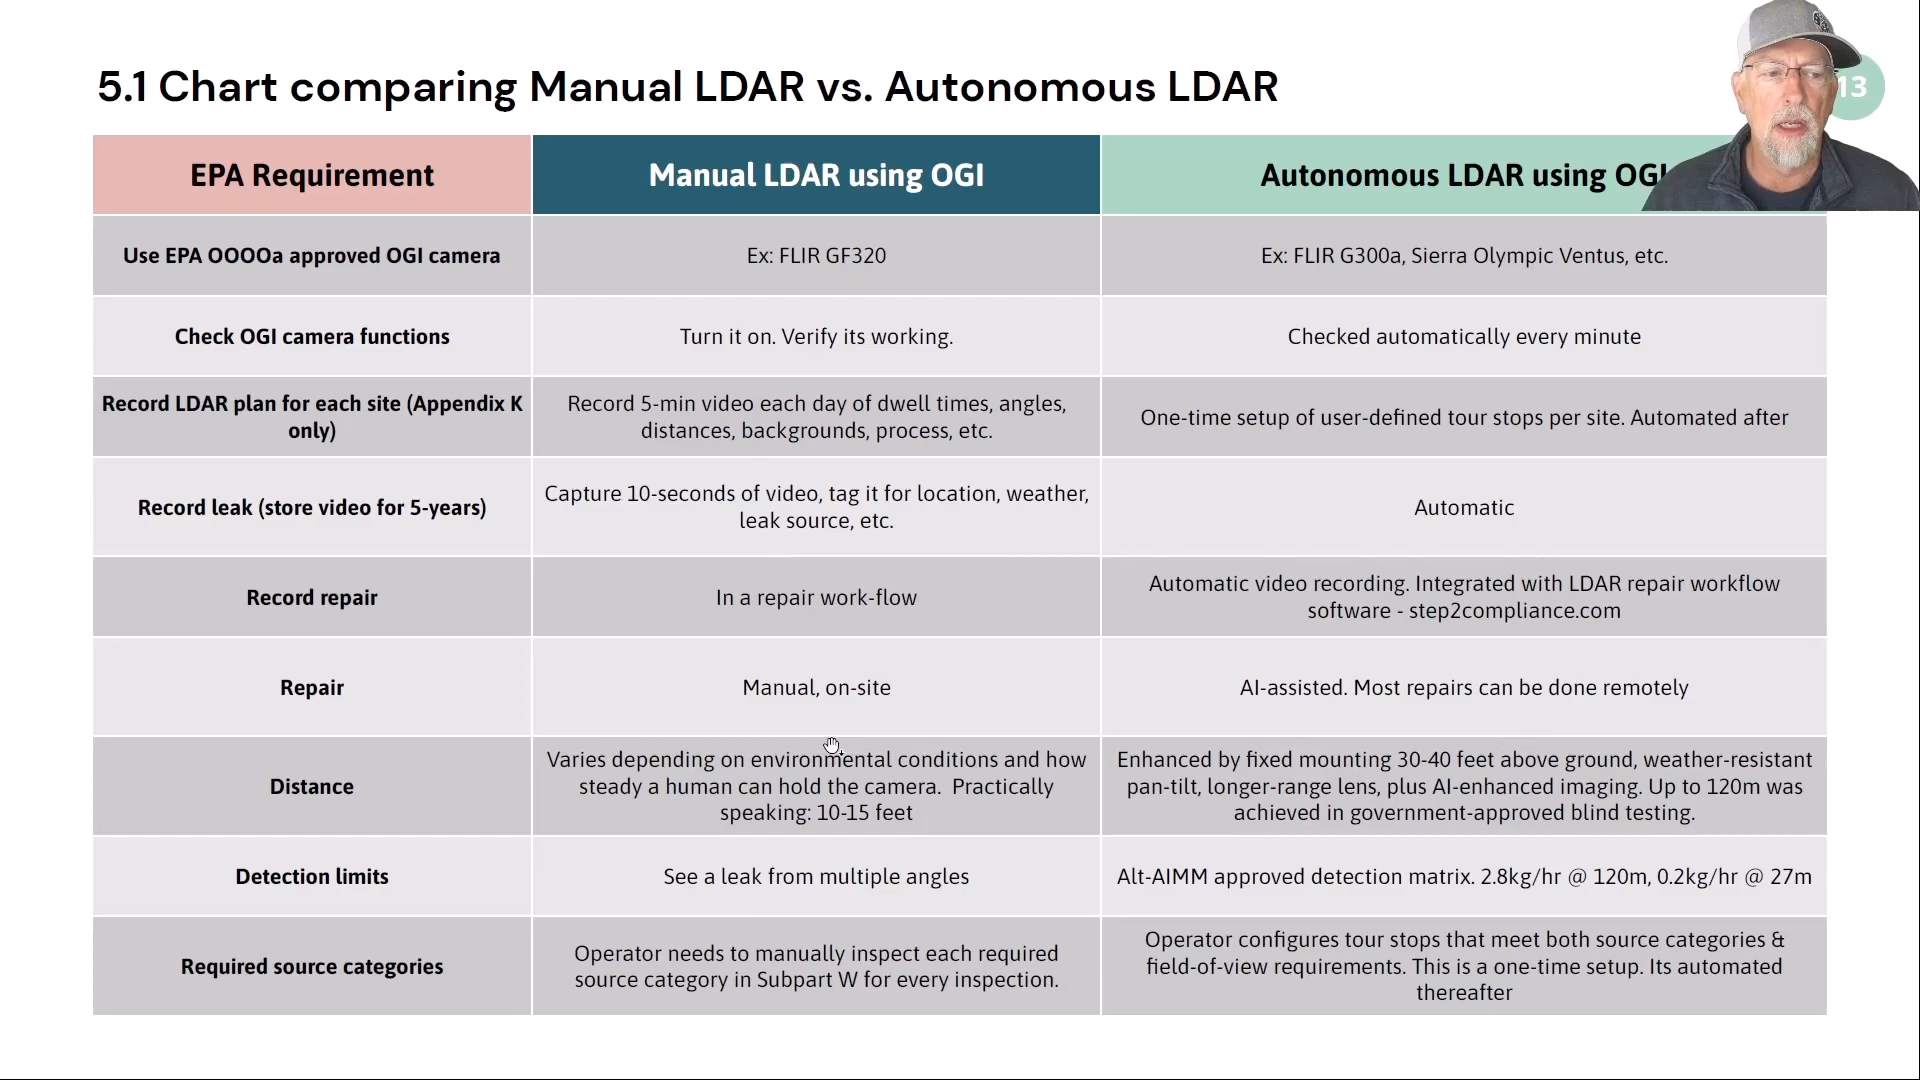 5.1 Chart comparing Manual LDAR vs. Autonomous LDAR
13
EPA Requirement
Manual LDAR using OGI
Autonomous LDAR using OGI
Use EPA OOOOa approved OGI camera
Ex: FLIR GF320
Ex: FLIR G300a, Sierra Olympic Ventus, etc.
Check OGI camera functions
Turn it on. Verify its working.
Checked automatically every minute
Record LDAR plan for each site (Appendix K
only)
Record 5-min video each day of dwell times, angles,
distances, backgrounds, process, etc.
One-time setup of user-defined tour stops per site. Automated after
Record leak (store video for 5-years)
Capture 10-seconds of video, tag it for location, weather,
leak source, etc.
Automatic
Record repair
In a repair work-flow
Automatic video recording. Integrated with LDAR repair workflow
software - step2compliance.com
Repair
Manual, on-site
AI-assisted. Most repairs can be done remotely
Distance
Varies depending on environmental conditions and how
steady a human can hold the camera. Practically
speaking: 10-15 feet
Enhanced by fixed mounting 30-40 feet above ground, weather-resistant
pan-tilt, longer-range lens, plus AI-enhanced imaging. Up to 120m was
achieved in government-approved blind testing.
Detection limits
See a leak from multiple angles
Alt-AIMM approved detection matrix. 2.8kg/hr @ 120m, 0.2kg/hr @ 27m
Required source categories
Operator needs to manually inspect each required
source category in Subpart W for every inspection.
Operator configures tour stops that meet both source categories &
field-of-view requirements. This is a one-time setup. Its automated
thereafter